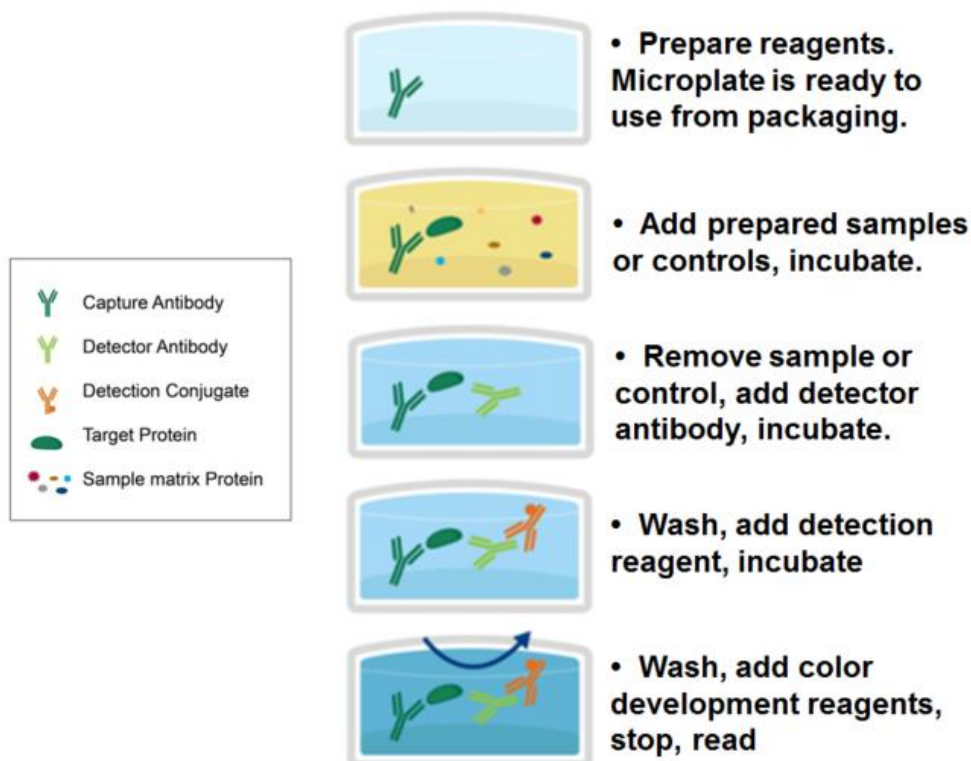 • Prepare reagents.
Microplate is ready to
use from packaging.
• Add prepared samples
or controls, incubate.
Capture Antibody
Detector Antibody
Detection Conjugate
Target Protein
Sample matrix Protein
• Remove sample or
control, add detector
antibody, incubate.
• Wash, add detection
reagent, incubate
• Wash, add color
development reagents,
stop, read